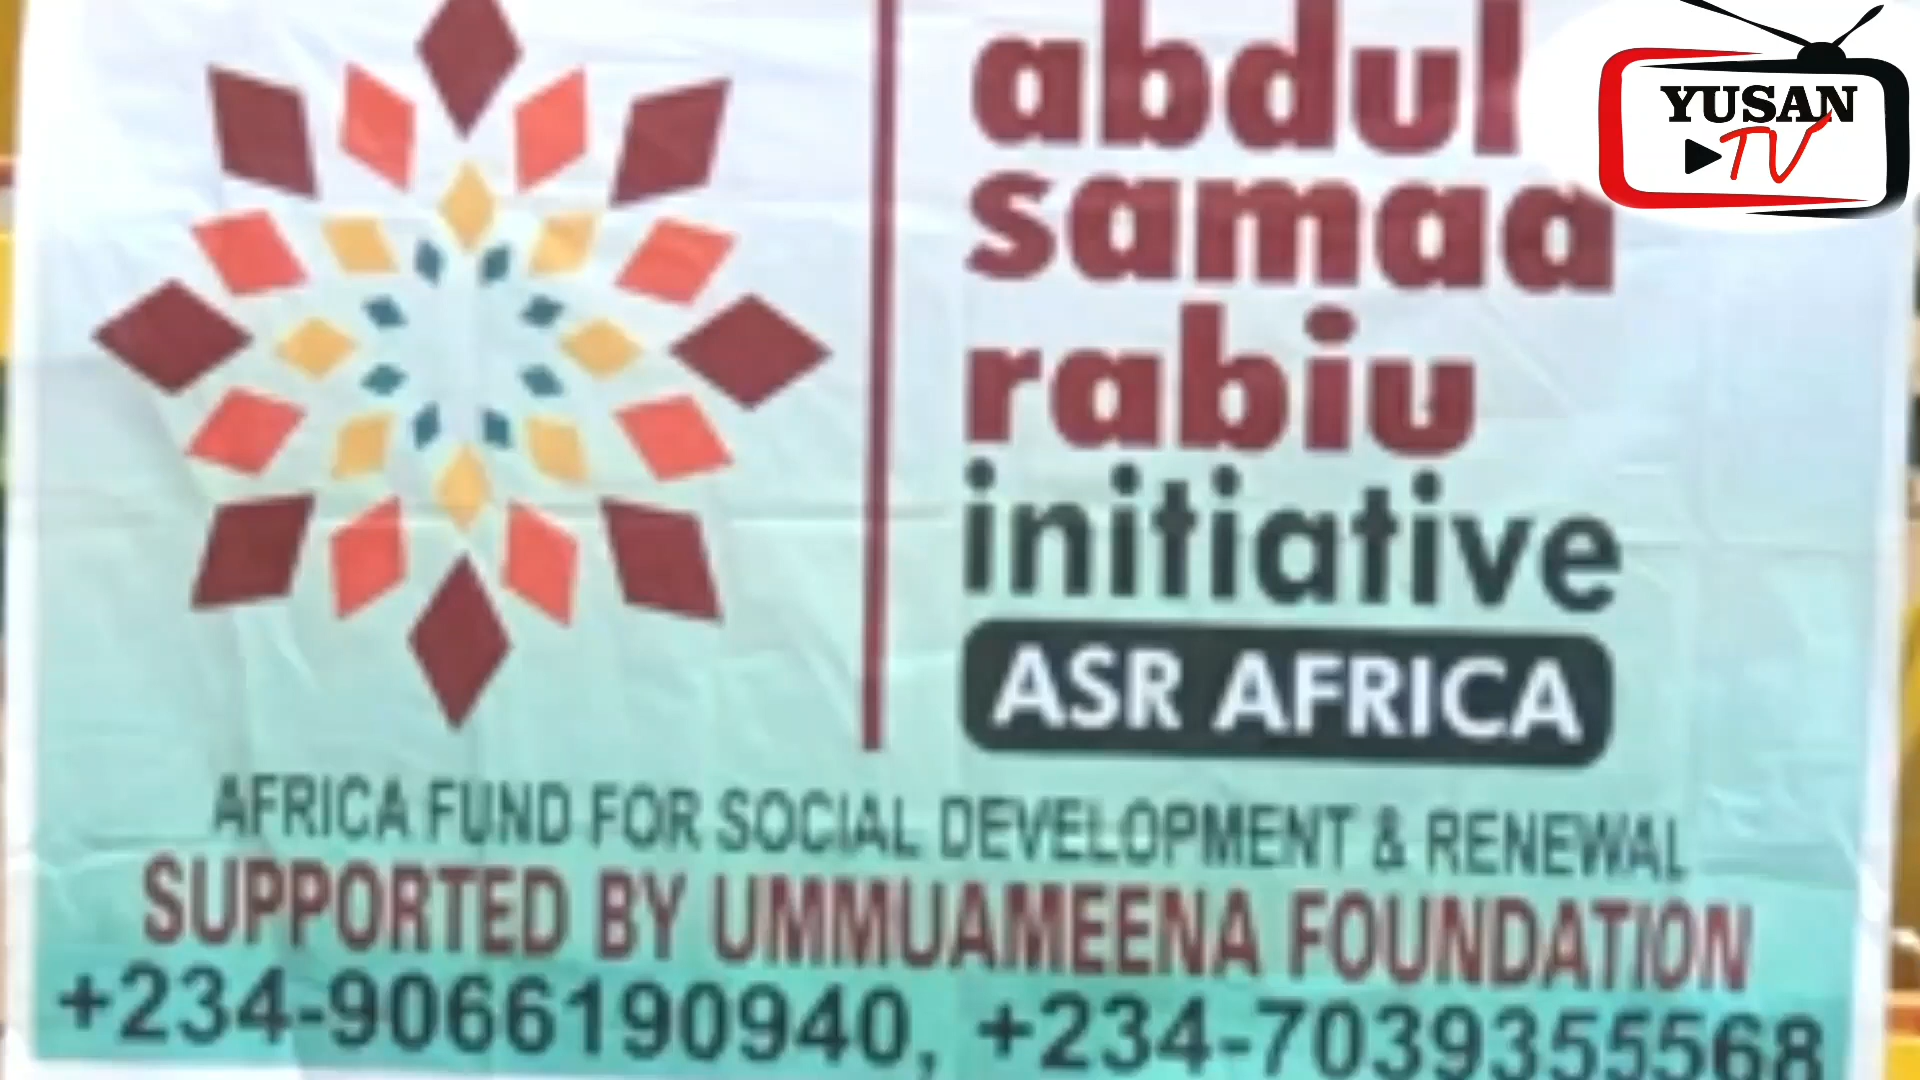 abdul
samaa
rabiu
initiative
ASR AFRICA
AFRICA FUND FOR SOCIAL DEVELOPMENT & RENEWAL
SUPPORTED BY UMMUAMEENA FOUNDATION
+234-9066190940, +234-7039355568
YUSAN
TV